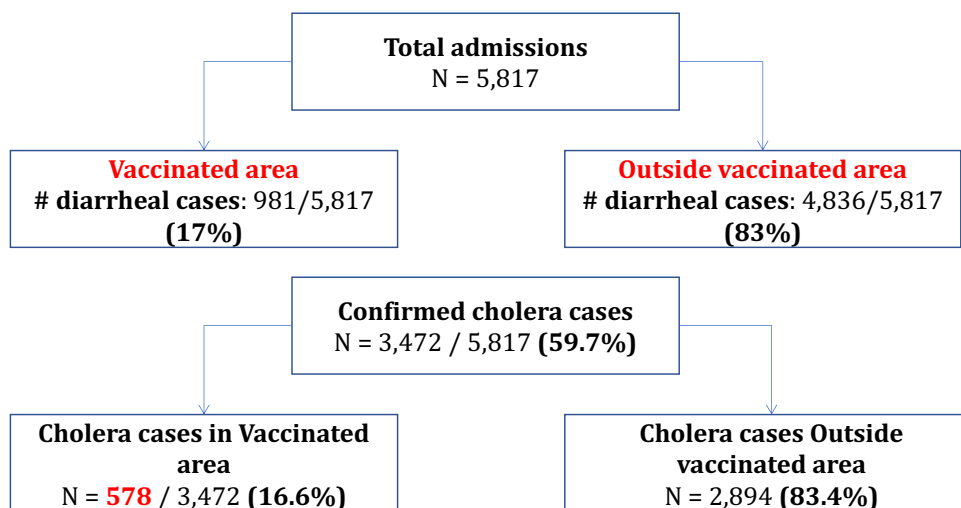 Total admissions
N = 5,817
Vaccinated area
# diarrheal cases: 981/5,817
(17%)
Outside vaccinated area
# diarrheal cases: 4,836/5,817
(83%)
Confirmed cholera cases
N = 3,472 / 5,817 (59.7%)
Cholera cases in Vaccinated
area
N = 578 / 3,472 (16.6%)
Cholera cases Outside
vaccinated area
N = 2,894 (83.4%)